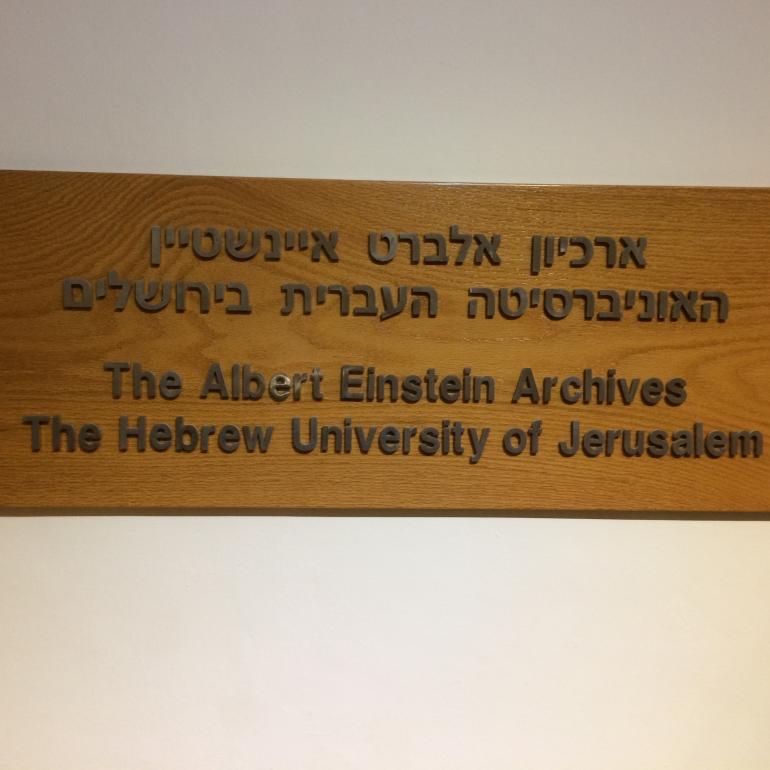 ארכיון אלברט איינשטיין
האוניברסיטה העברית בירושלים
The Albert Einstein Archives
The Hebrew University of Jerusalem